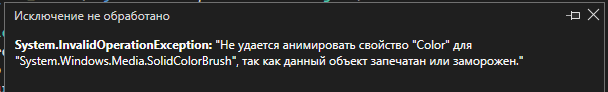 Исключение не обработано
System.InvalidOperationException: "Не удается анимировать свойство "Color" для
"System.Windows.Media.SolidColorBrush", так как данный объект запечатан или заморожен."